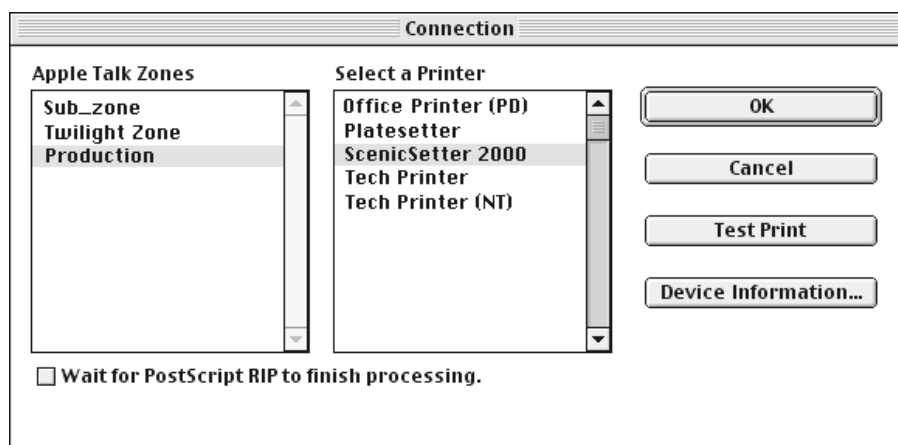 Connection
Apple Talk Zones
Sub_zone
Twilight Zone
Production
Select a Printer
Office Printer (PD)
Platesetter
ScenicSetter 2000
Tech Printer
Tech Printer (NT)
OK
Cancel
Test Print
Device Information...
Wait for PostScript RIP to finish processing.